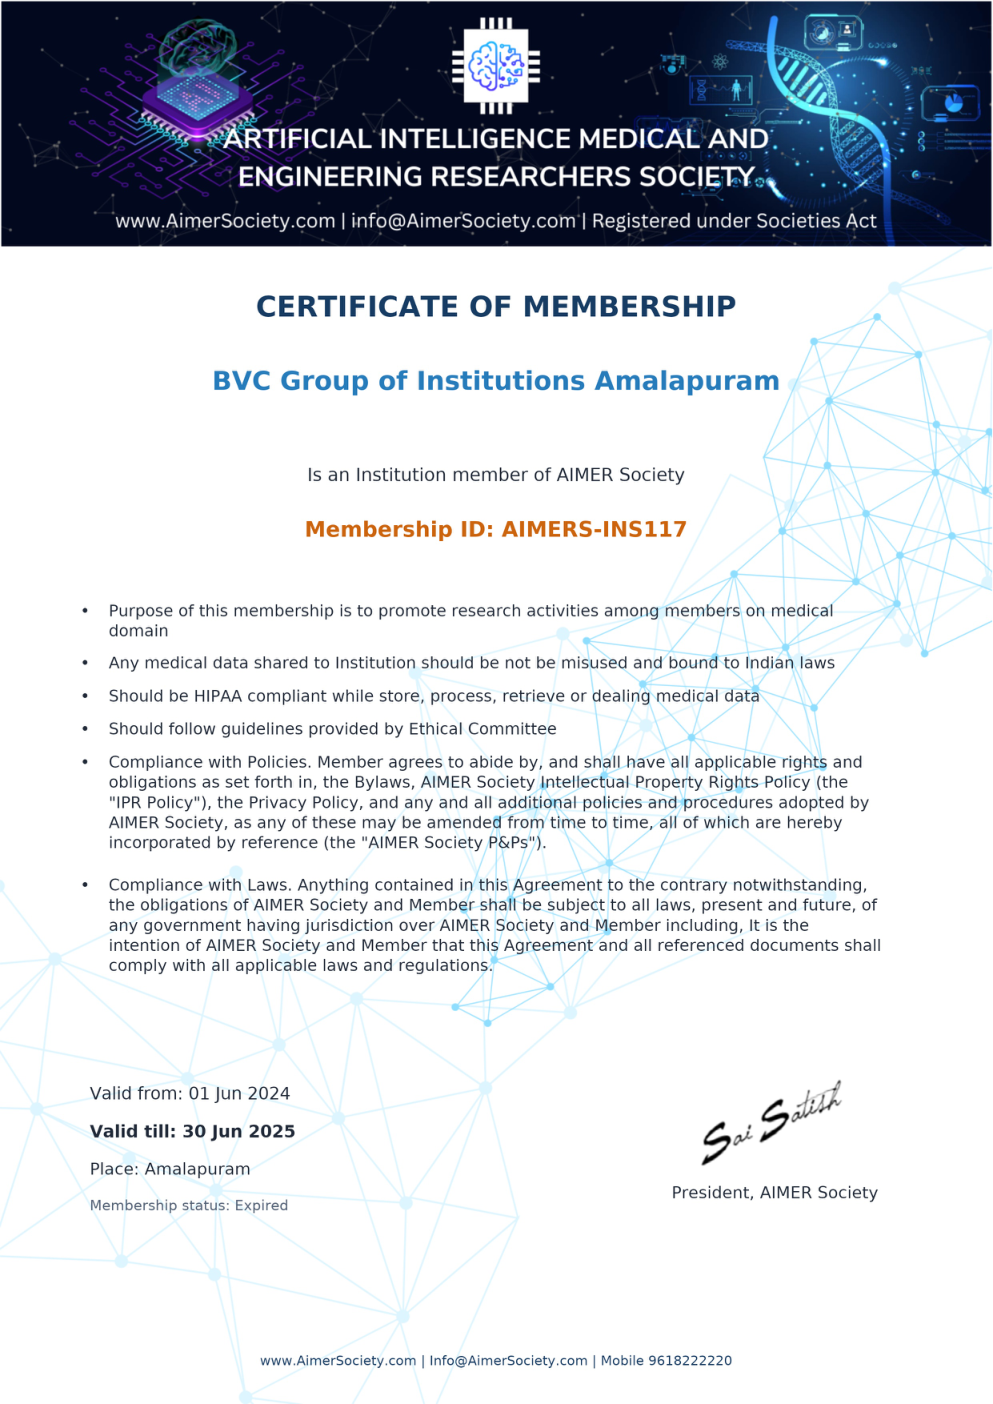 ARTIFICIAL INTELLIGENCE MEDICAL AND
ENGINEERING RESEARCHERS SOCIETY
www.AimerSociety.com | info@AimerSociety.com | Registered under Societies Act
CERTIFICATE OF MEMBERSHIP
BVC Group of Institutions Amalapuram
Is an Institution member of AIMER Society
Membership ID: AIMERS-INS117
• Purpose of this membership is to promote research activities among members on medical
domain
• Any medical data shared to Institution should be not be misused and bound to Indian laws
• Should be HIPAA compliant while store, process, retrieve or dealing medical data
• Should follow guidelines provided by Ethical Committee
• Compliance with Policies. Member agrees to abide by, and shall have all applicable rights and
obligations as set forth in, the Bylaws, AIMER Society Intellectual Property Rights Policy (the
"IPR Policy"), the Privacy Policy, and any and all additional policies and procedures adopted by
AIMER Society, as any of these may be amended from time to time, all of which are hereby
incorporated by reference (the "AIMER Society P&Ps").
• Compliance with Laws. Anything contained in this Agreement to the contrary notwithstanding,
the obligations of AIMER Society and Member shall be subject to all laws, present and future, of
any government having jurisdiction over AIMER Society and Member including, It is the
intention of AIMER Society and Member that this Agreement and all referenced documents shall
comply with all applicable laws and regulations.
Valid from: 01 Jun 2024
Valid till: 30 Jun 2025
Place: Amalapuram
Membership status: Expired
Sai Satish
President, AIMER Society
www.AimerSociety.com | Info@AimerSociety.com | Mobile 9618222220